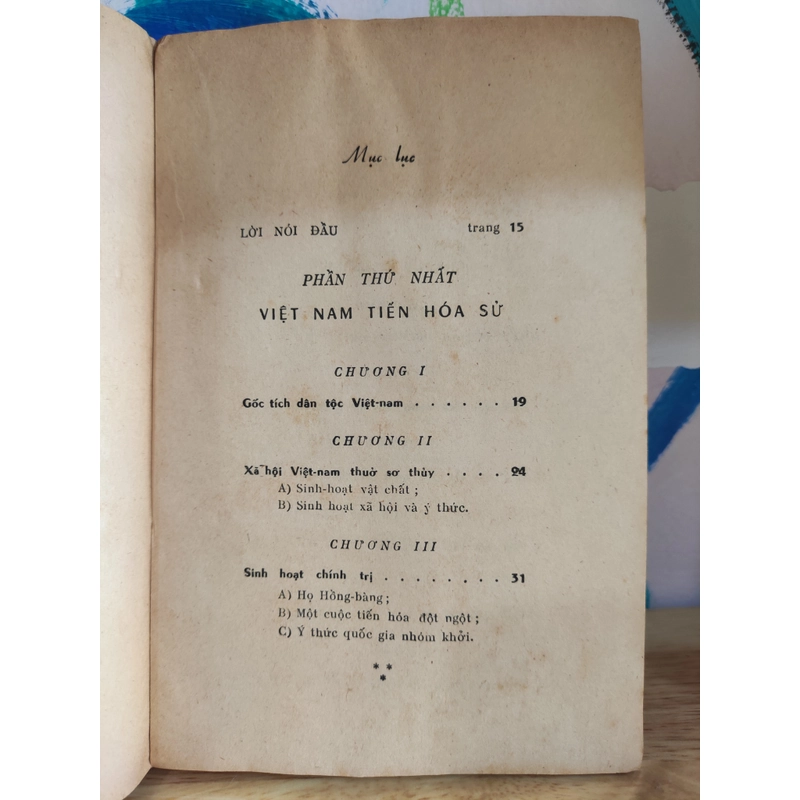 Mục lục
LỜI NÓI ĐẦU trang 15
PHẦN THỨ NHẤT
VIỆT NAM TIẾN HÓA SỬ
CHƯƠNG I
Gốc tích dân tộc Việt-nam . . . . . . 19
CHƯƠNG II
Xã hội Việt-nam thuở sơ thủy . . . . 24
A) Sinh-hoạt vật chất ;
B) Sinh hoạt xã hội và ý thức.
CHƯƠNG III
Sinh hoạt chính trị . . . . . . . . 31
A) Họ Hồng-bàng ;
B) Một cuộc tiến hóa đột ngột ;
C) Ý thức quốc gia nhóm khởi.
* *
*